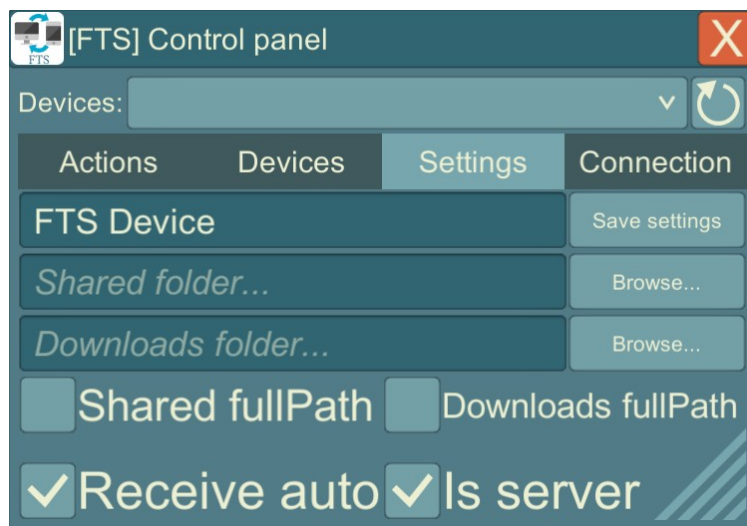 FTS
[FTS] Control panel
X
Devices:
Actions Devices Settings Connection
FTS Device Save settings
Shared folder... Browse...
Downloads folder... Browse...
Shared fullPath Downloads fullPath
Receive auto Is server